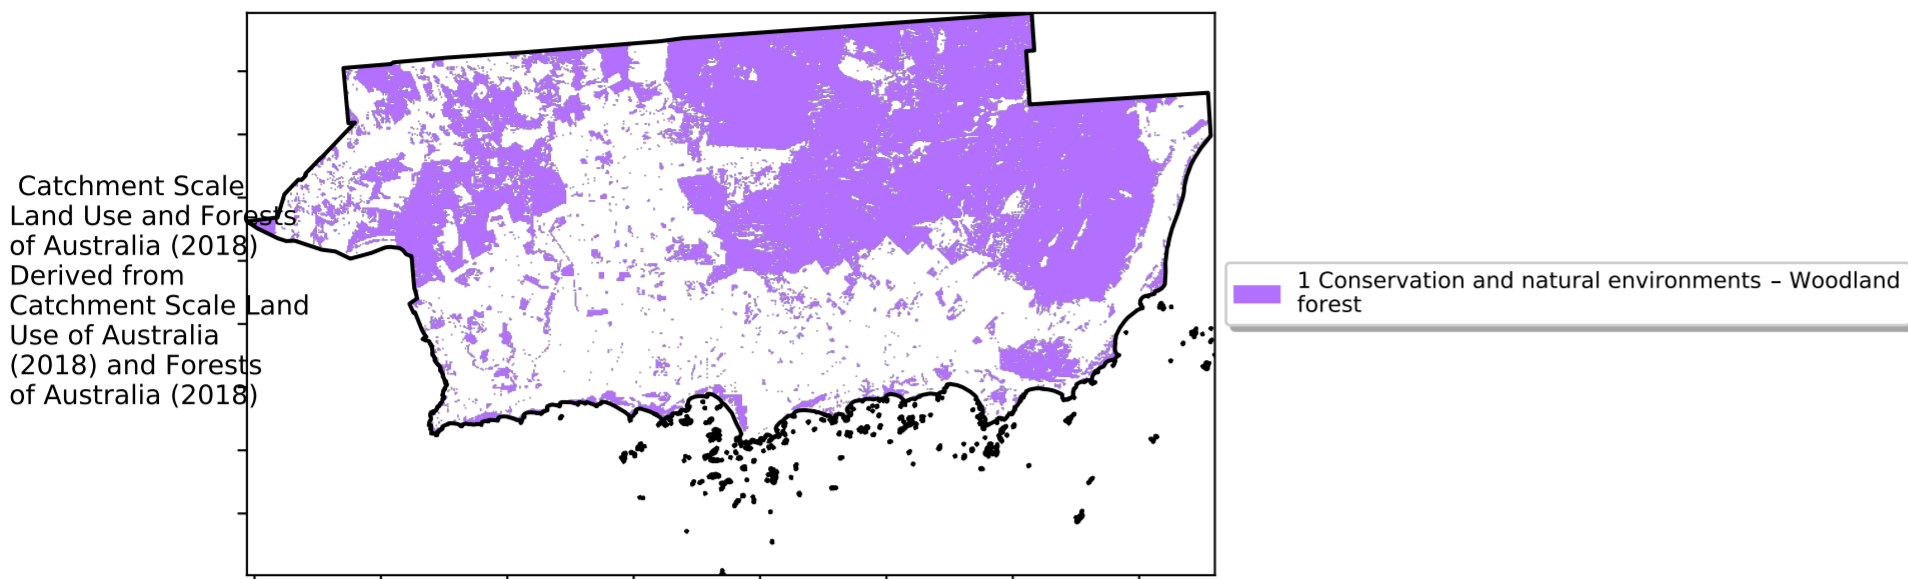 Catchment Scale
Land Use and Forests
of Australia (2018)
Derived from
Catchment Scale Land
Use of Australia
(2018) and Forests
of Australia (2018)
1 Conservation and natural environments – Woodland
forest